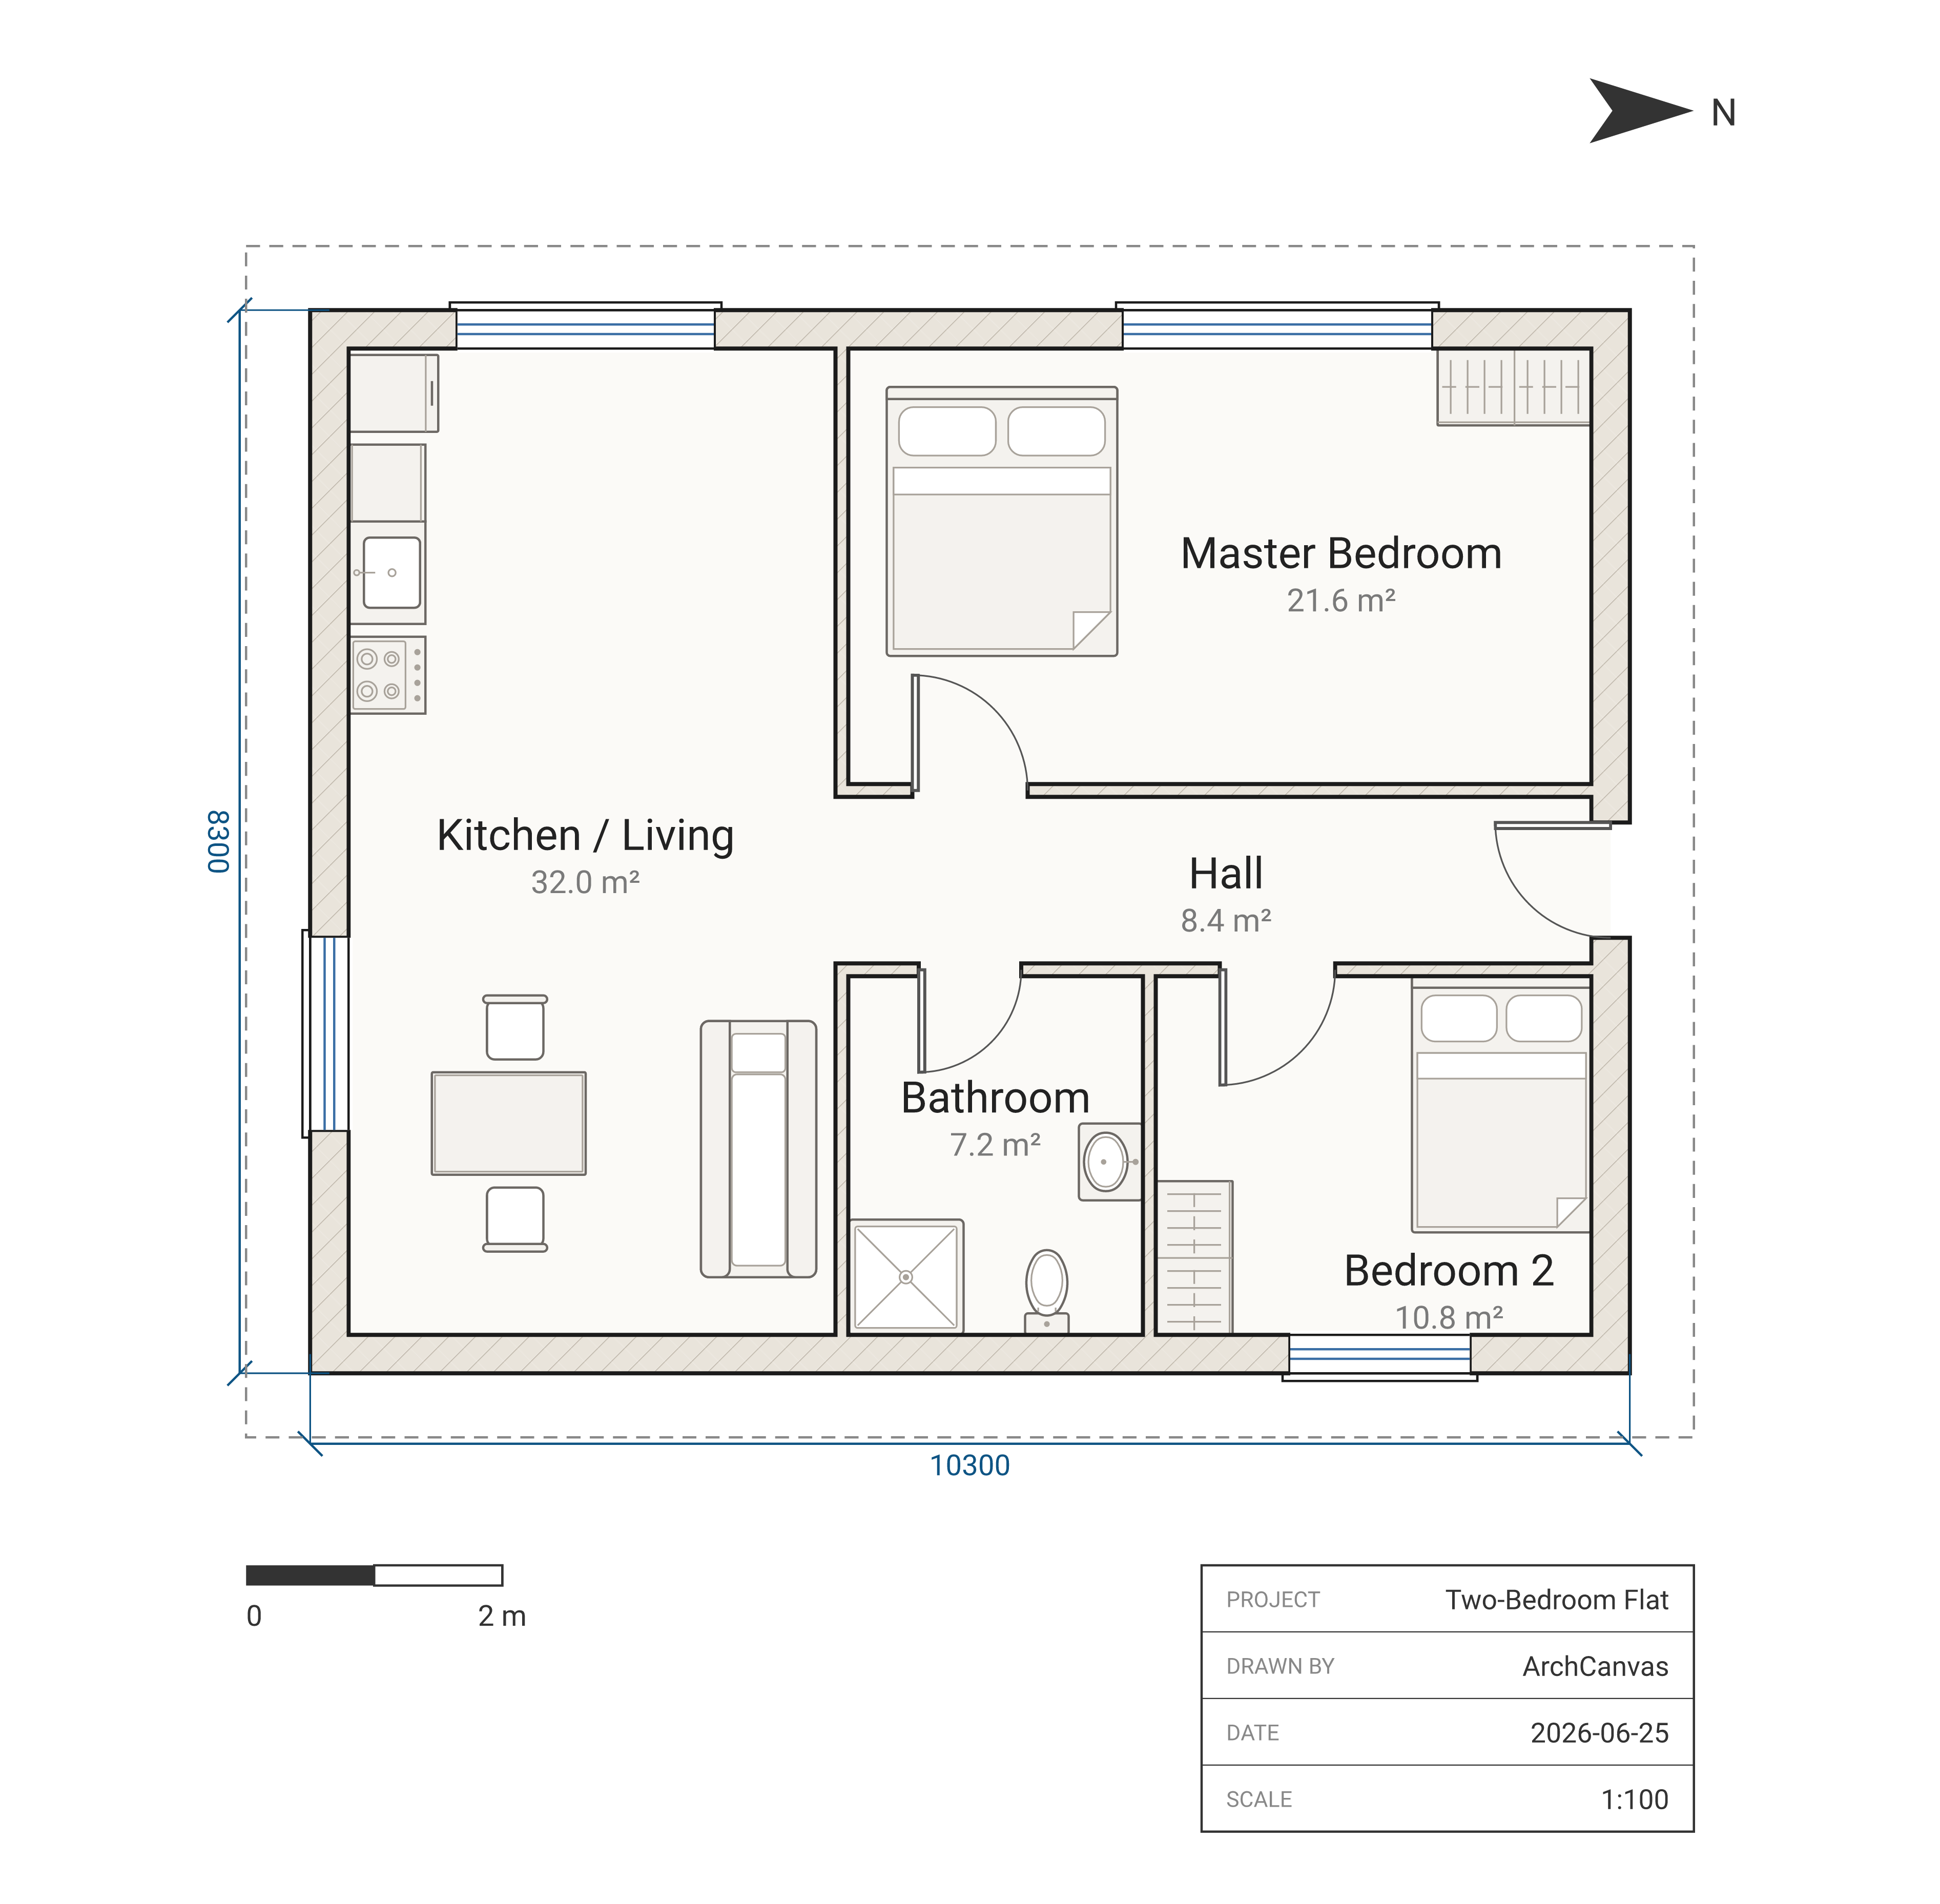 N
Master Bedroom
21.6 m²
Kitchen / Living
32.0 m²
Hall
8.4 m²
8300
Bathroom
7.2 m²
Bedroom 2
10.8 m²
10300
0 2 m
PROJECT Two-Bedroom Flat
DRAWN BY ArchCanvas
DATE 2026-06-25
SCALE 1:100